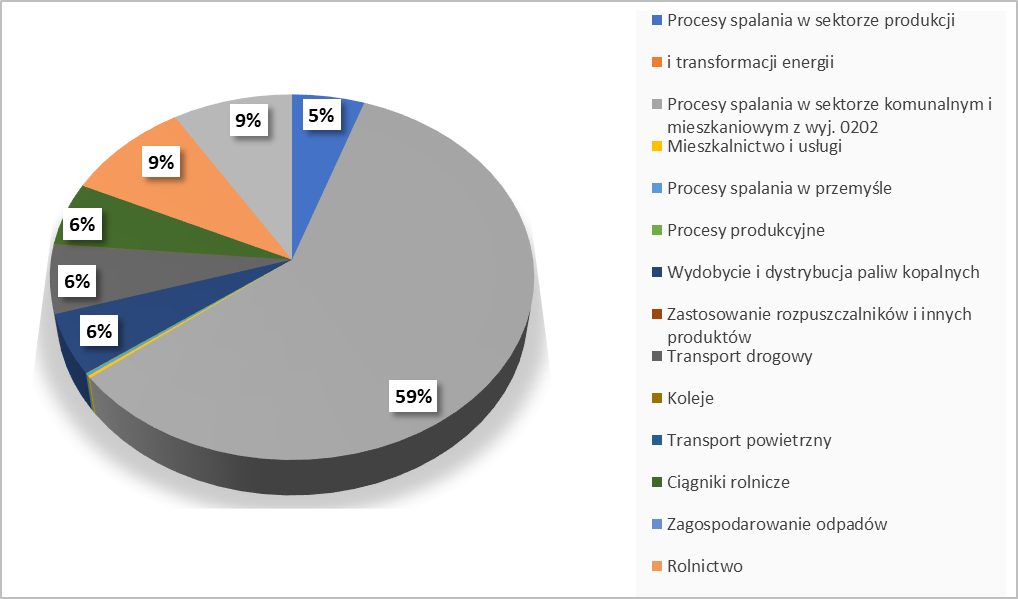 9%
5%
9%
6%
6%
6%
59%
Procesy spalania w sektorze produkcji
i transformacji energii
Procesy spalania w sektorze komunalnym i
mieszkaniowym z wyj. 0202
Mieszkalnictwo i usługi
Procesy spalania w przemyśle
Procesy produkcyjne
Wydobycie i dystrybucja paliw kopalnych
Zastosowanie rozpuszczalników i innych
produktów
Transport drogowy
Koleje
Transport powietrzny
Ciągniki rolnicze
Zagospodarowanie odpadów
Rolnictwo